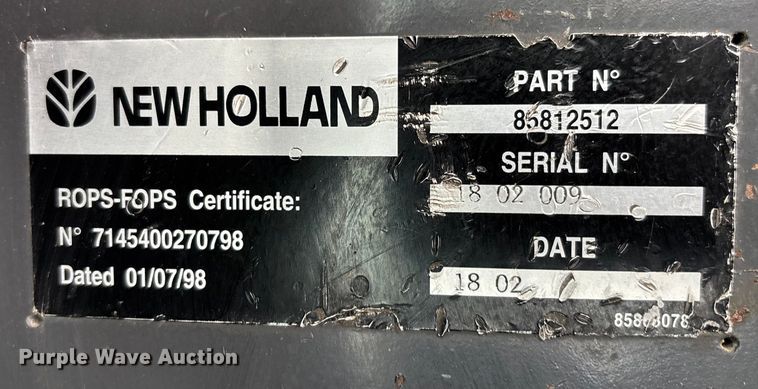 NEW HOLLAND
ROPS-FOPS Certificate:
N° 7145400270798
Dated 01/07/98
PART N°
85812512
SERIAL N°
18 02 009
DATE
18 02
Purple Wave Auction